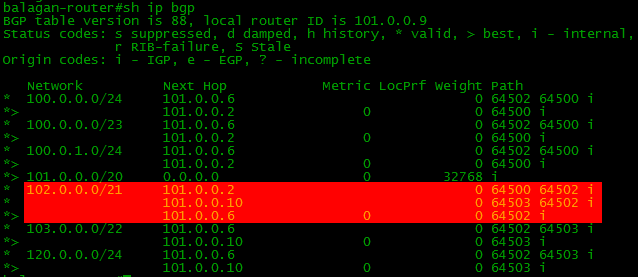 balagan-router#sh ip bgp
BGP table version is 88, local router ID is 101.0.0.9
Status codes: s suppressed, d damped, h history, * valid, > best, i - internal,
              r RIB-failure, S Stale
Origin codes: i - IGP, e - EGP, ? - incomplete
   Network          Next Hop            Metric LocPrf Weight Path
*  100.0.0.0/24     101.0.0.6                              0 64502 64500 i
*>                  101.0.0.2                0             0 64500 i
*  100.0.0.0/23     101.0.0.6                              0 64502 64500 i
*>                  101.0.0.2                0             0 64500 i
*  100.0.1.0/24     101.0.0.6                              0 64502 64500 i
*>                  101.0.0.2                0             0 64500 i
*> 101.0.0.0/20     0.0.0.0                  0         32768 i
*  102.0.0.0/21     101.0.0.2                              0 64500 64502 i
*                   101.0.0.10                             0 64503 64502 i
*>                  101.0.0.6                0             0 64502 i
*  103.0.0.0/22     101.0.0.6                              0 64502 64503 i
*>                  101.0.0.10               0             0 64503 i
*  120.0.0.0/24     101.0.0.6                              0 64502 64503 i
*>                  101.0.0.10               0             0 64503 i